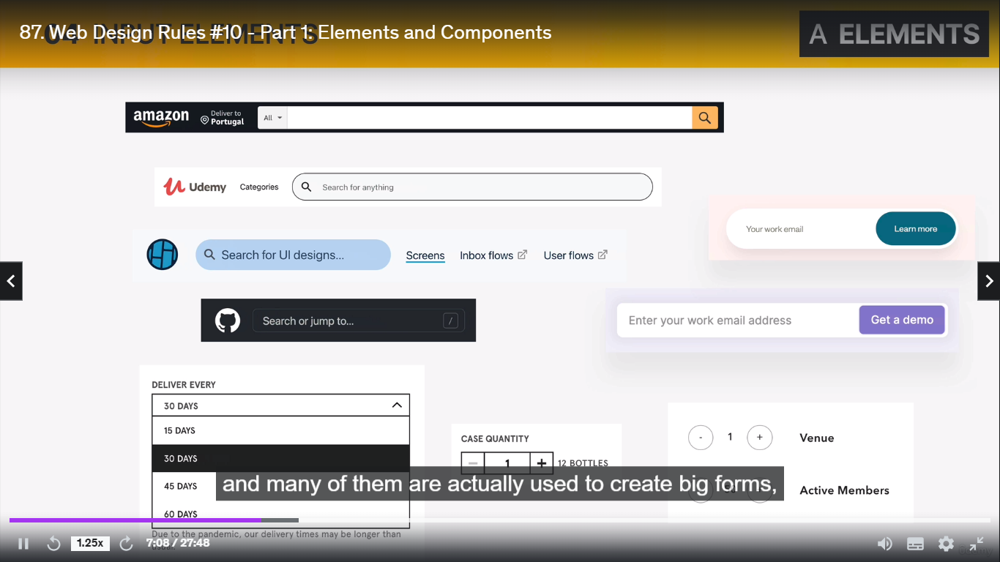 87. Web Design Rules #10 - Part 1: Elements and Components
04 INPUT ELEMENTS
A ELEMENTS
amazon
Deliver to
Portugal
All
Udemy
Categories
Search for anything
Your work email
Learn more
Search for UI designs...
Screens
Inbox flows
User flows
Search or jump to...
/
Enter your work email address
Get a demo
DELIVER EVERY
30 DAYS
15 DAYS
30 DAYS
45 DAYS
60 DAYS
Due to the pandemic, our delivery times may be longer than
usual.
CASE QUANTITY
− 1 + 12 BOTTLES
- 1 + Venue
Active Members
and many of them are actually used to create big forms,
1.25x
7:08 / 27:48